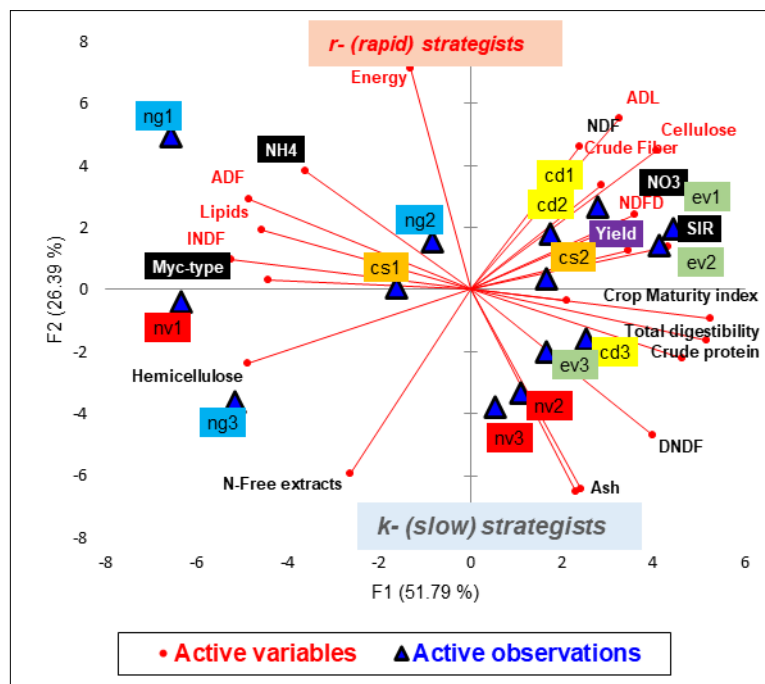 r- (rapid) strategists
8
Energy
6
ADL
ng1
NDF
Cellulose
Crude Fiber
NH4
4
cd1
NO3
ADF
cd2
NDFD
ev1
Lipids
ng2
2
Yield
SIR
INDF
cs2
ev2
Myc-type
cs1
0
Crop Maturity index
nv1
Total digestibility
-2
Crude protein
Hemicellulose
ev3
cd3
nv2
-4
ng3
nv3
DNDF
N-Free extracts
Ash
-6
k- (slow) strategists
-8
-8 -6 -4 -2 0 2 4 6
F1 (51.79 %)
F2 (26.39 %)
Active variables Active observations